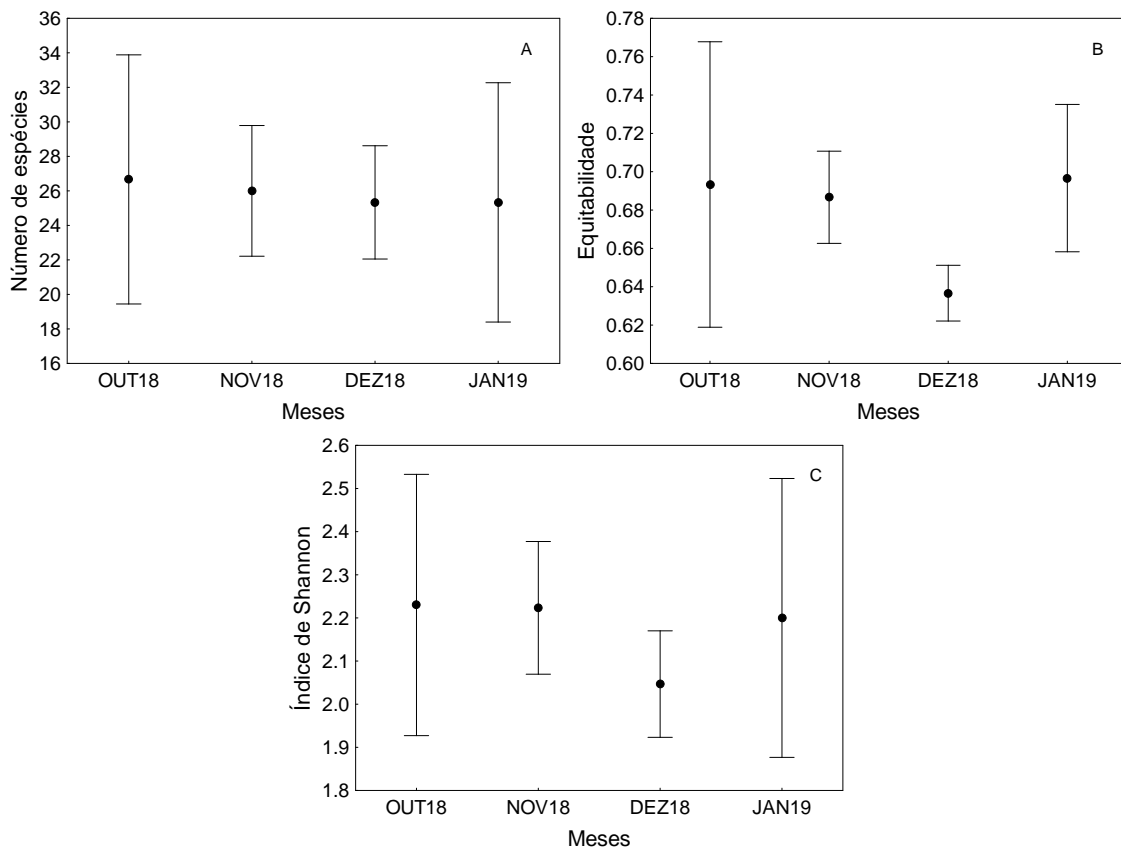 A
Número de espécies
36
34
32
30
28
26
24
22
20
18
16
OUT18 NOV18 DEZ18 JAN19
Meses
B
Equitabilidade
0.78
0.76
0.74
0.72
0.70
0.68
0.66
0.64
0.62
0.60
OUT18 NOV18 DEZ18 JAN19
Meses
C
Índice de Shannon
2.6
2.5
2.4
2.3
2.2
2.1
2.0
1.9
1.8
OUT18 NOV18 DEZ18 JAN19
Meses